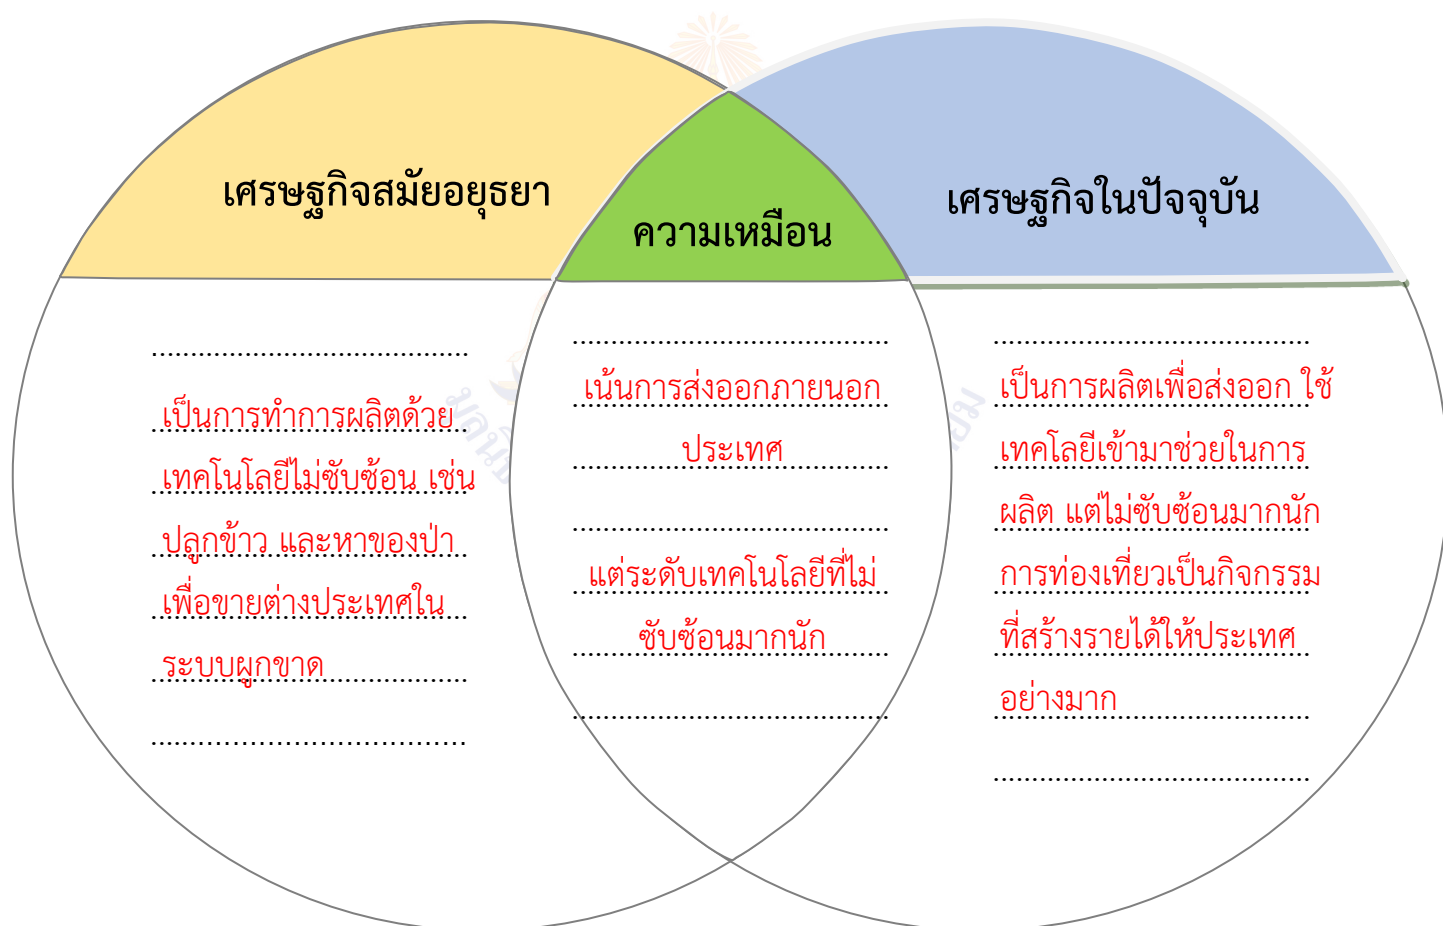 เศรษฐกิจสมัยอยุธยา
ความเหมือน
เศรษฐกิจในปัจจุบัน
เป็นการทำการผลิตด้วย
เทคโนโลยีไม่ซับซ้อน เช่น
ปลูกข้าว และหาของป่า
เพื่อขายต่างประเทศใน
ระบบผูกขาด
เน้นการส่งออกภายนอก
ประเทศ
แต่ระดับเทคโนโลยีที่ไม่
ซับซ้อนมากนัก
เป็นการผลิตเพื่อส่งออก ใช้
เทคโลยีเข้ามาช่วยในการ
ผลิต แต่ไม่ซับซ้อนมากนัก
การท่องเที่ยวเป็นกิจกรรม
ที่สร้างรายได้ให้ประเทศ
อย่างมาก